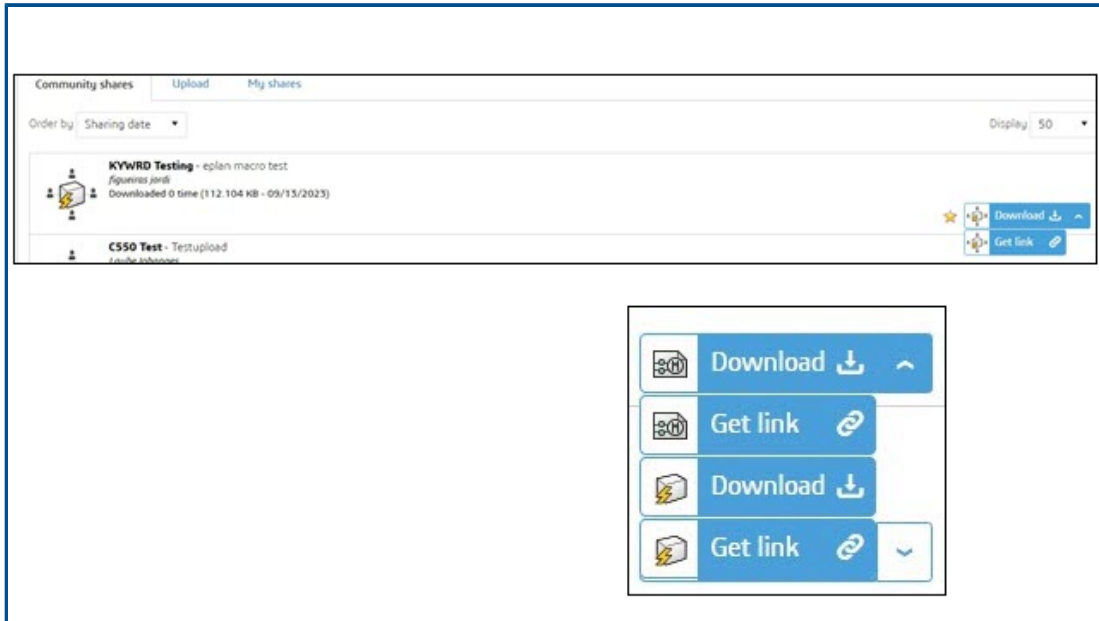 Community shares Upload My shares
Order by Sharing date Display 50
KYWRD Testing - eplan macro test
figueiras jordi
Downloaded 0 time (112.104 KB - 09/13/2023)
Download
Get link
C550 Test - Testupload
Laube Johannes
Download
Get link
Download
Get link